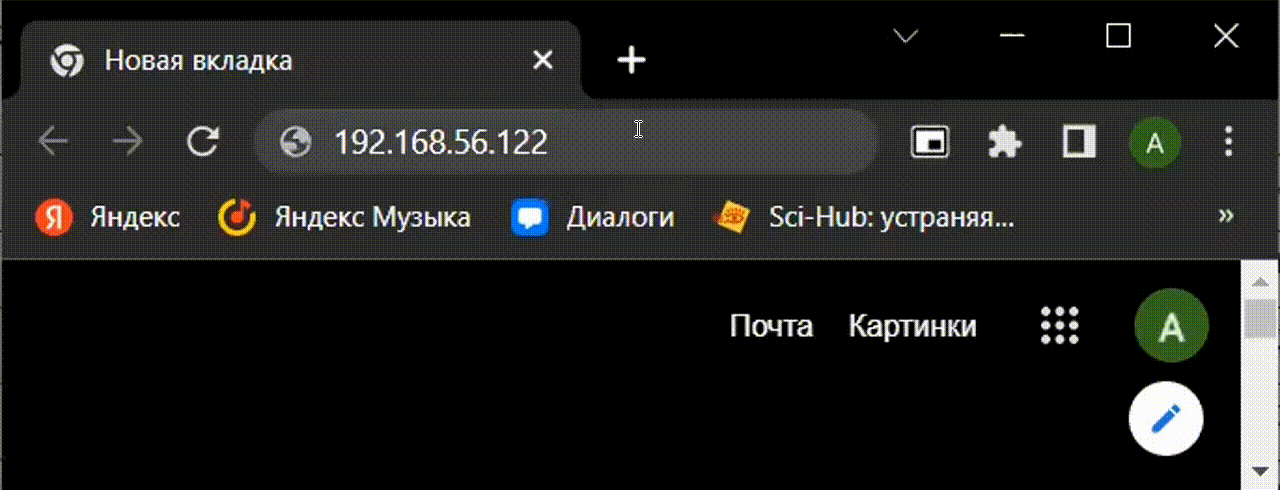 Новая вкладка
192.168.56.122
A
Я Яндекс Яндекс Музыка Диалоги Sci-Hub: устраняя... »
Почта Картинки A